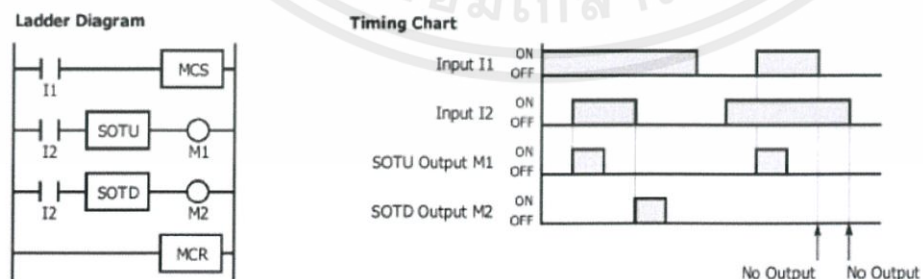 Ladder Diagram
I1
MCS
I2
SOTU
M1
I2
SOTD
M2
MCR
Timing Chart
Input I1 ON
OFF
Input I2 ON
OFF
SOTU Output M1 ON
OFF
SOTD Output M2 ON
OFF
No Output No Output